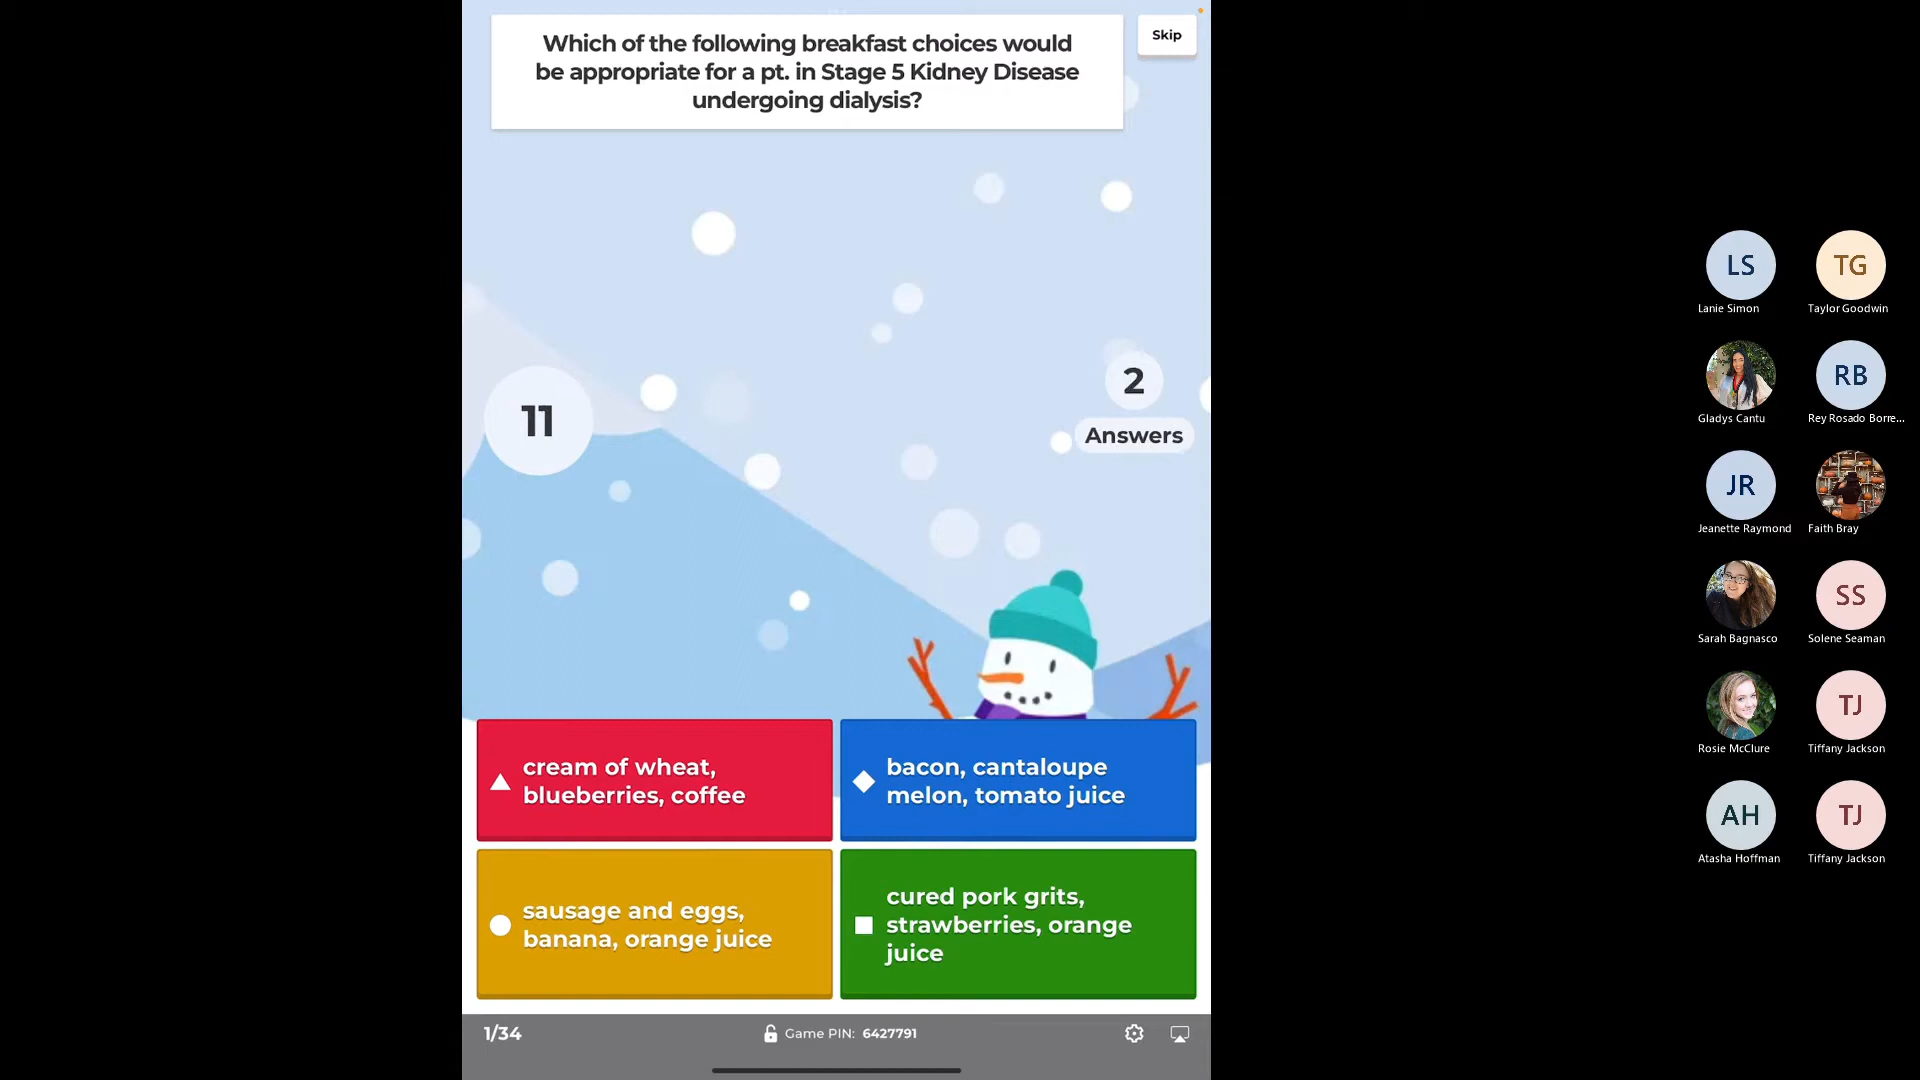 Which of the following breakfast choices would
be appropriate for a pt. in Stage 5 Kidney Disease
undergoing dialysis?
Skip
11
2
Answers
cream of wheat,
blueberries, coffee
bacon, cantaloupe
melon, tomato juice
sausage and eggs,
banana, orange juice
cured pork grits,
strawberries, orange
juice
1/34
Game PIN: 6427791
LS
Lanie Simon
TG
Taylor Goodwin
Gladys Cantu
RB
Rey Rosado Borre...
JR
Jeanette Raymond
Faith Bray
Sarah Bagnasco
SS
Solene Seaman
Rosie McClure
TJ
Tiffany Jackson
AH
Atasha Hoffman
TJ
Tiffany Jackson